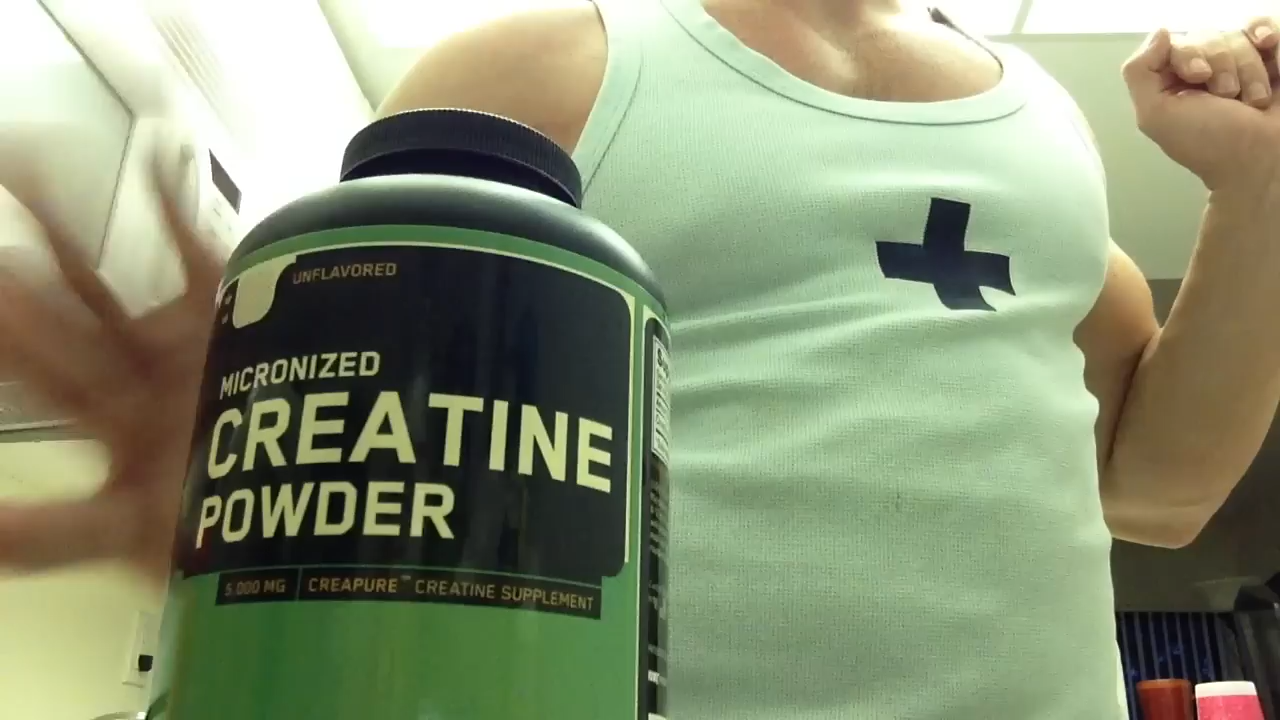 UNFLAVORED
MICRONIZED
CREATINE
POWDER
5,000 MG CREAPURE™ CREATINE SUPPLEMENT